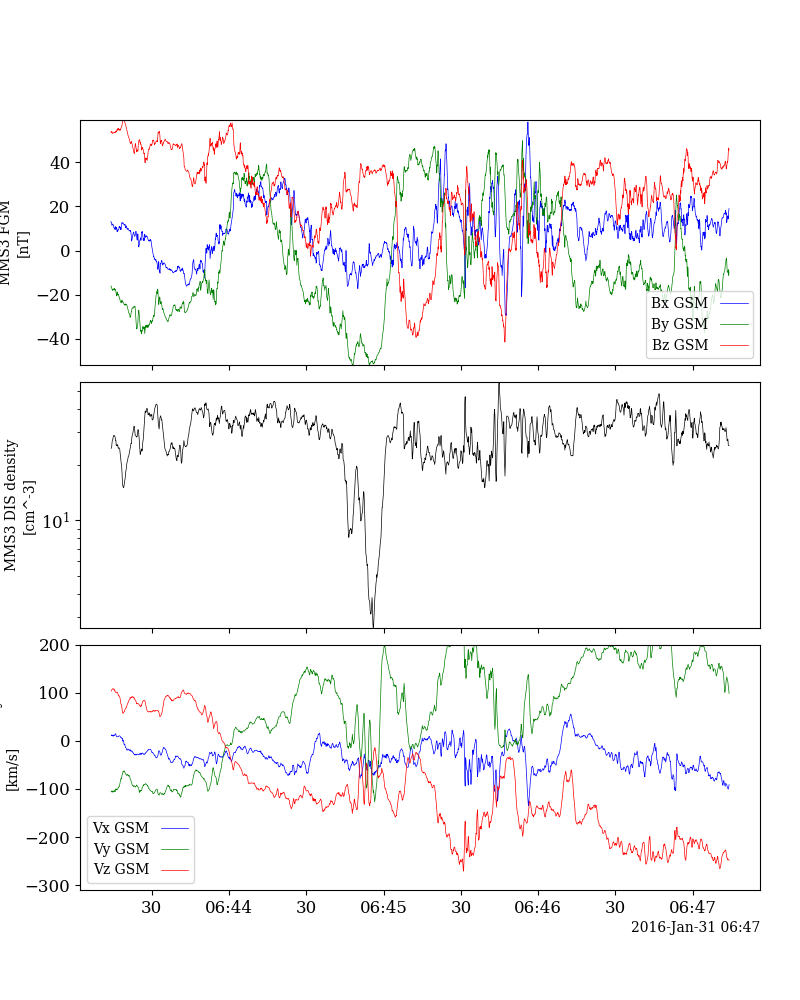 MMS3 FGM
[nT]
40
20
0
−20
−40
Bx GSM
By GSM
Bz GSM
MMS3 DIS density
[cm^-3]
10^1
[km/s]
200
100
0
−100
−200
−300
Vx GSM
Vy GSM
Vz GSM
30
06:44
30
06:45
30
06:46
30
06:47
2016-Jan-31 06:47